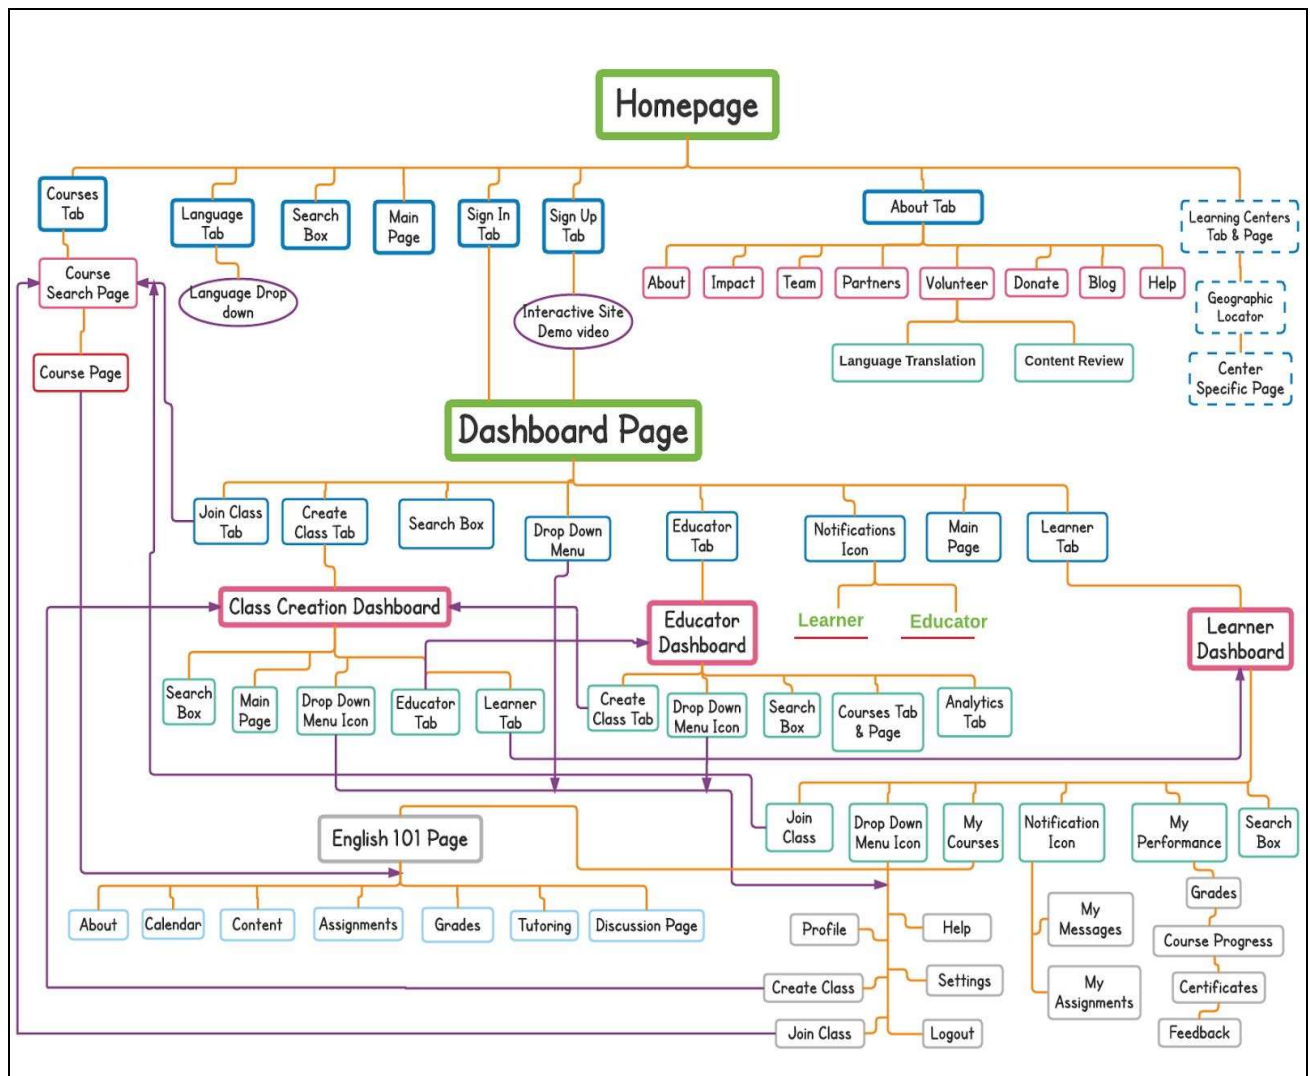 Homepage
Courses
Tab
Language
Tab
Search
Box
Main
Page
Sign In
Tab
Sign Up
Tab
About Tab
Learning Centers
Tab & Page
Course
Search Page
Language Drop
down
Interactive Site
Demo video
About
Impact
Team
Partners
Volunteer
Donate
Blog
Help
Geographic
Locator
Course Page
Language Translation
Content Review
Center
Specific Page
Dashboard Page
Join Class
Tab
Create
Class Tab
Search Box
Drop Down
Menu
Educator
Tab
Notifications
Icon
Main
Page
Learner
Tab
Class Creation Dashboard
Educator
Dashboard
Learner
Educator
Learner
Dashboard
Search
Box
Main
Page
Drop Down
Menu Icon
Educator
Tab
Learner
Tab
Create
Class Tab
Drop Down
Menu Icon
Search
Box
Courses Tab
& Page
Analytics
Tab
English 101 Page
Join
Class
Drop Down
Menu Icon
My
Courses
Notification
Icon
My
Performance
Search
Box
About
Calendar
Content
Assignments
Grades
Tutoring
Discussion Page
Profile
Help
Create Class
Settings
Join Class
Logout
My
Messages
My
Assignments
Grades
Course Progress
Certificates
Feedback